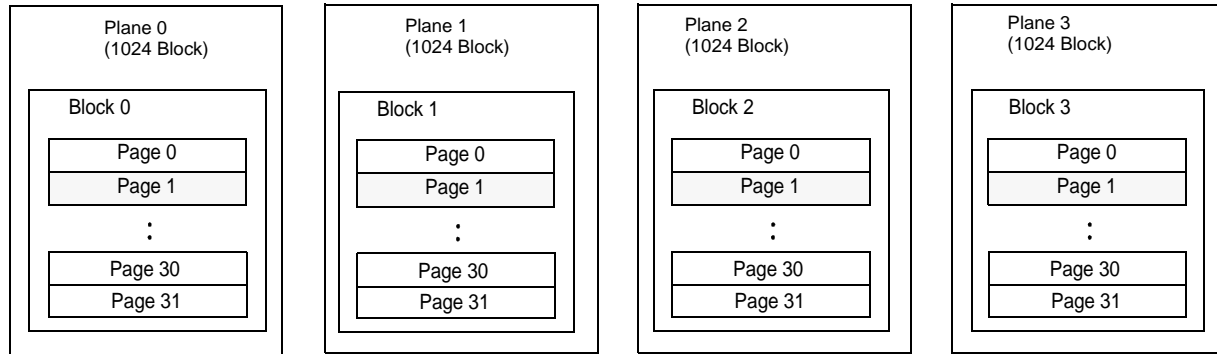 Plane 0
(1024 Block)
Block 0
Page 0
Page 1
:
Page 30
Page 31
Plane 1
(1024 Block)
Block 1
Page 0
Page 1
:
Page 30
Page 31
Plane 2
(1024 Block)
Block 2
Page 0
Page 1
:
Page 30
Page 31
Plane 3
(1024 Block)
Block 3
Page 0
Page 1
:
Page 30
Page 31